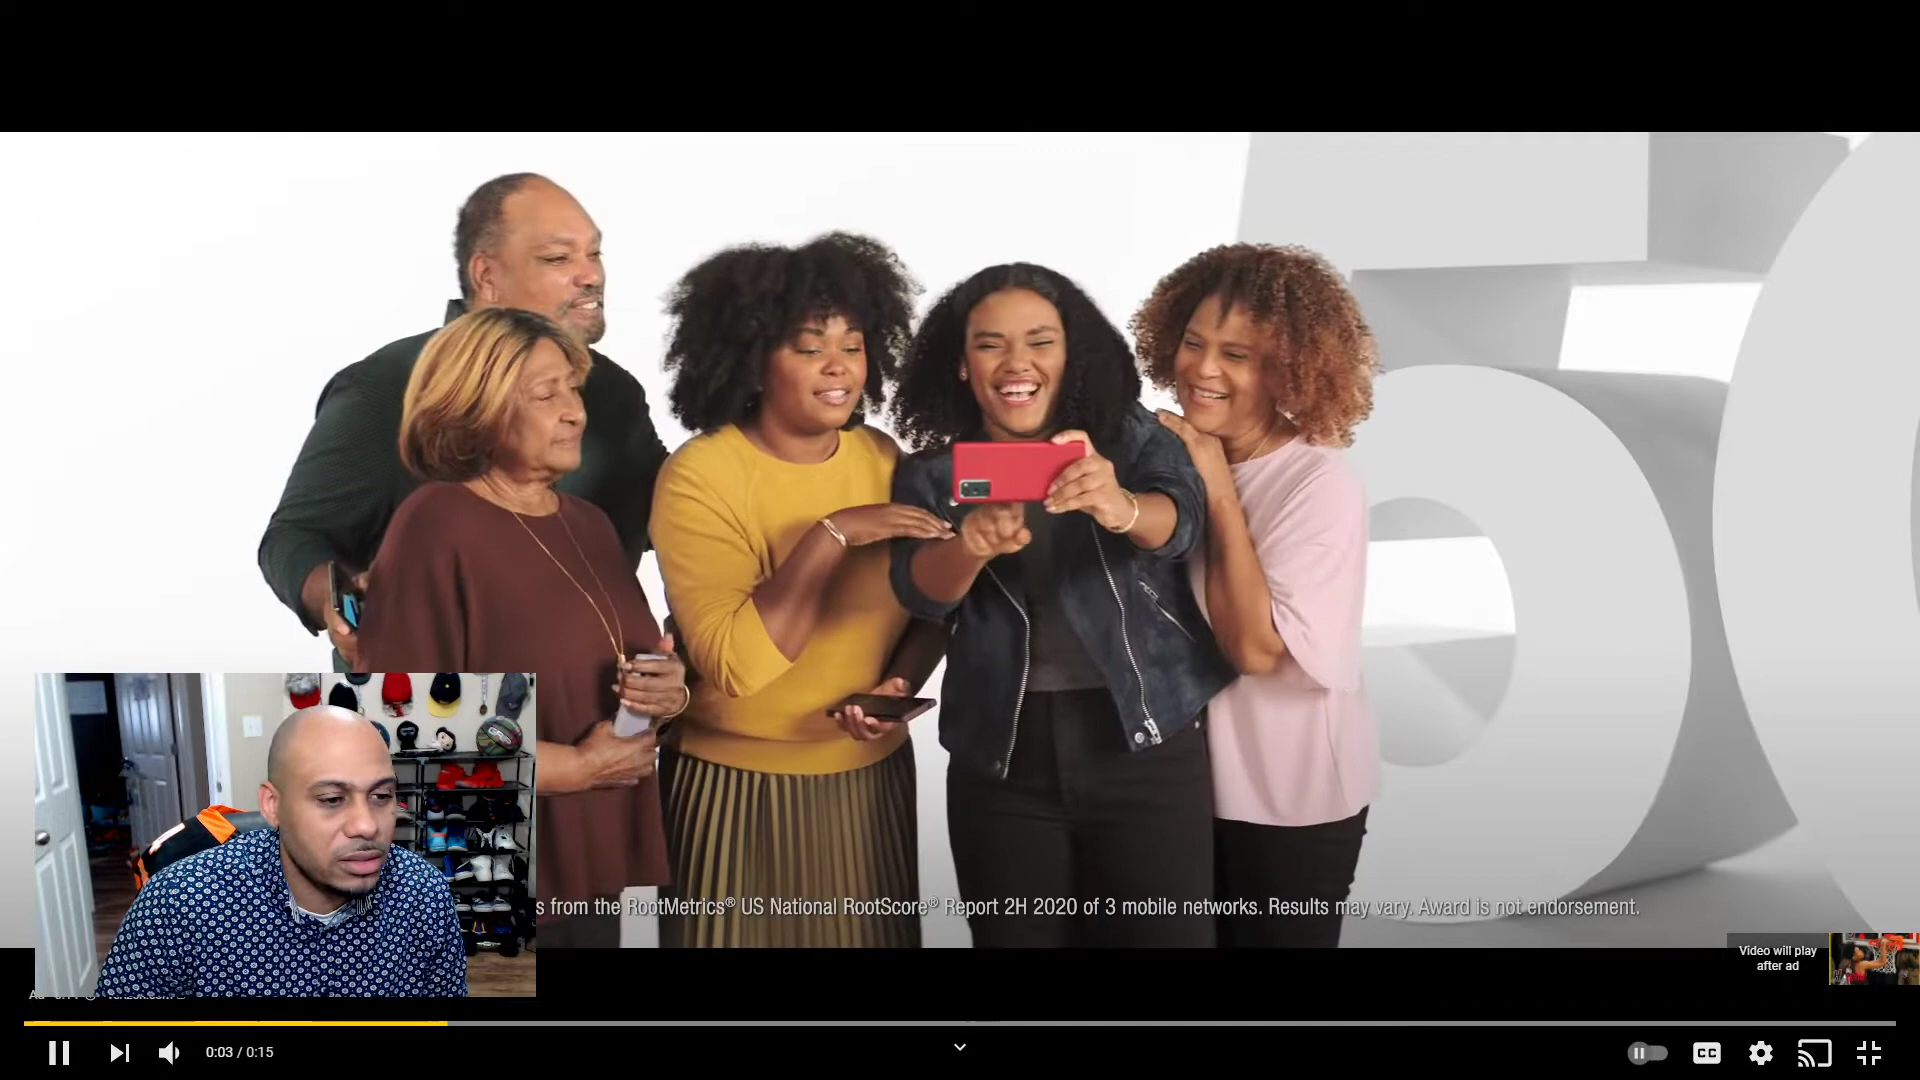 s from the RootMetrics® US National RootScore® Report 2H 2020 of 3 mobile networks. Results may vary. Award is not endorsement.
Video will play
after ad
0:03 / 0:15
CC